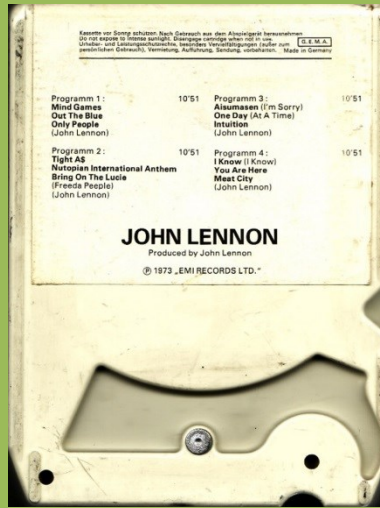 Kassette vor Sonne schützen. Nach Gebrauch aus dem Abspielgerät herausnehmen
Do not expose to intense sunlight. Disengage cartridge when not in use.
Urheber- und Leistungsschutzrechte, besonders Vervielfältigungen (außer zum
persönlichen Gebrauch), Vermietung, Aufführung, Sendung, vorbehalten.
G.E.M.A.
Made in Germany
Programm 1: 10'51
Mind Games
Out The Blue
Only People
(John Lennon)
Programm 2: 10'51
Tight A$
Nutopian International Anthem
Bring On The Lucie
(Freeda Peeple)
(John Lennon)
Programm 3: 10'51
Aisumasen (I'm Sorry)
One Day (At A Time)
Intuition
(John Lennon)
Programm 4: 10'51
I Know (I Know)
You Are Here
Meat City
(John Lennon)
JOHN LENNON
Produced by John Lennon
Ⓟ 1973 „EMI RECORDS LTD."